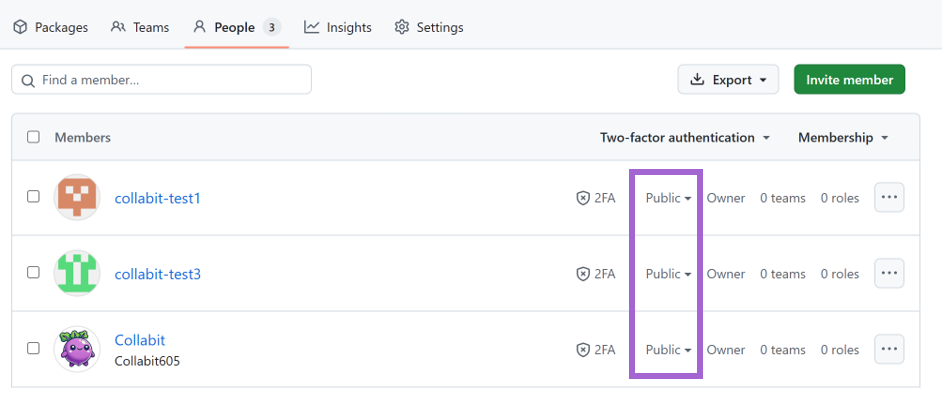 Packages Teams People 3 Insights Settings
Find a member... Export Invite member
Members Two-factor authentication Membership
collabit-test1 2FA Public Owner 0 teams 0 roles
collabit-test3 2FA Public Owner 0 teams 0 roles
Collabit
Collabit605 2FA Public Owner 0 teams 0 roles